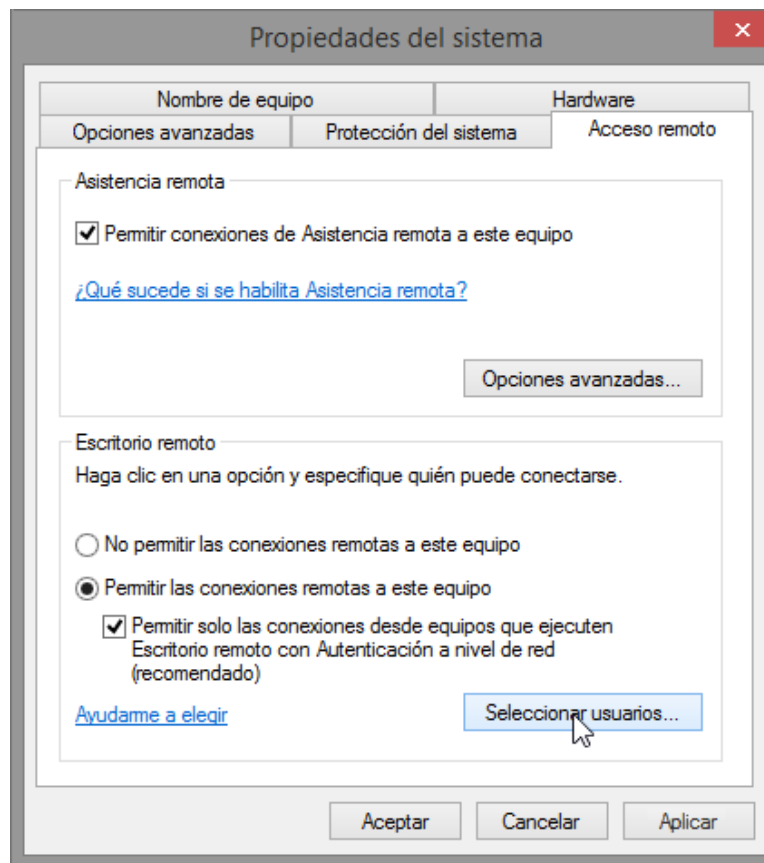 Propiedades del sistema
Nombre de equipo
Hardware
Opciones avanzadas
Protección del sistema
Acceso remoto
Asistencia remota
Permitir conexiones de Asistencia remota a este equipo
¿Qué sucede si se habilita Asistencia remota?
Opciones avanzadas...
Escritorio remoto
Haga clic en una opción y especifique quién puede conectarse.
No permitir las conexiones remotas a este equipo
Permitir las conexiones remotas a este equipo
Permitir solo las conexiones desde equipos que ejecuten
Escritorio remoto con Autenticación a nivel de red
(recomendado)
Ayudarme a elegir
Seleccionar usuarios...
Aceptar
Cancelar
Aplicar